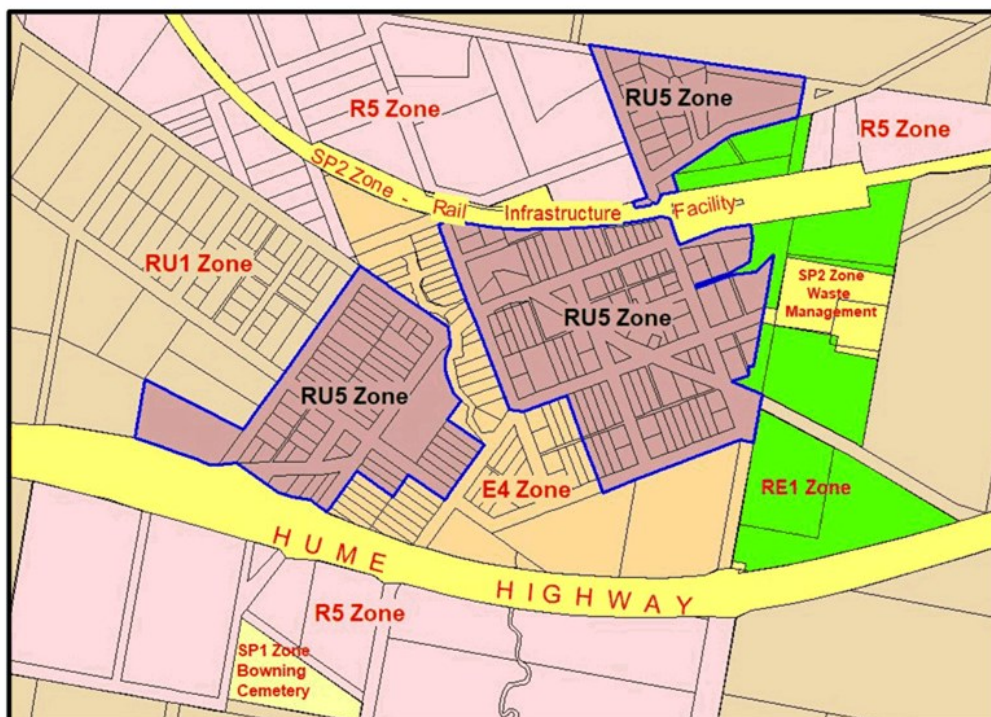 RU5 Zone
R5 Zone
R5 Zone
SP2 Zone - Rail Infrastructure Facility
RU1 Zone
SP2 Zone
Waste
Management
RU5 Zone
RU5 Zone
E4 Zone
RE1 Zone
HUME HIGHWAY
R5 Zone
SP1 Zone
Bowning
Cemetery